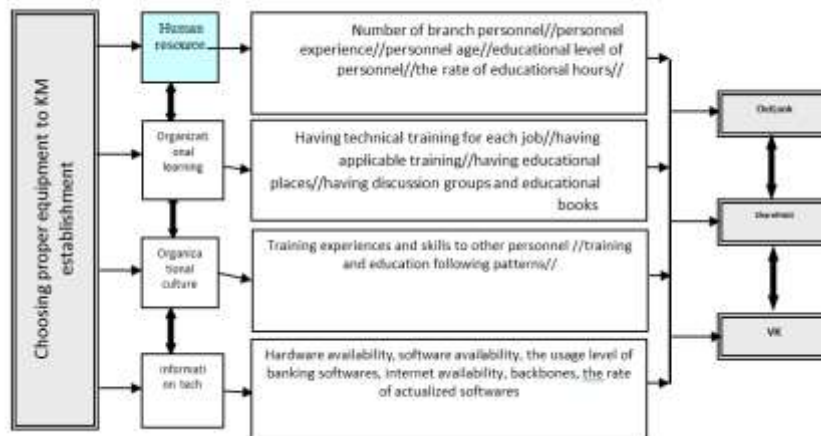 Choosing proper equipment to KM
establishment
Human
resource
Number of branch personnel//personnel
experience//personnel age//educational level of
personnel//the rate of educational hours//
Organizati
onal
learning
Having technical training for each job//having
applicable training//having educational
places//having discussion groups and educational
books
Organiza
tional
culture
Training experiences and skills to other personnel //training
and education following patterns//
Informati
on tech
Hardware availability, software availability, the usage level of
banking softwares, internet availability, backbones, the rate
of actualized softwares
OutLook
VK